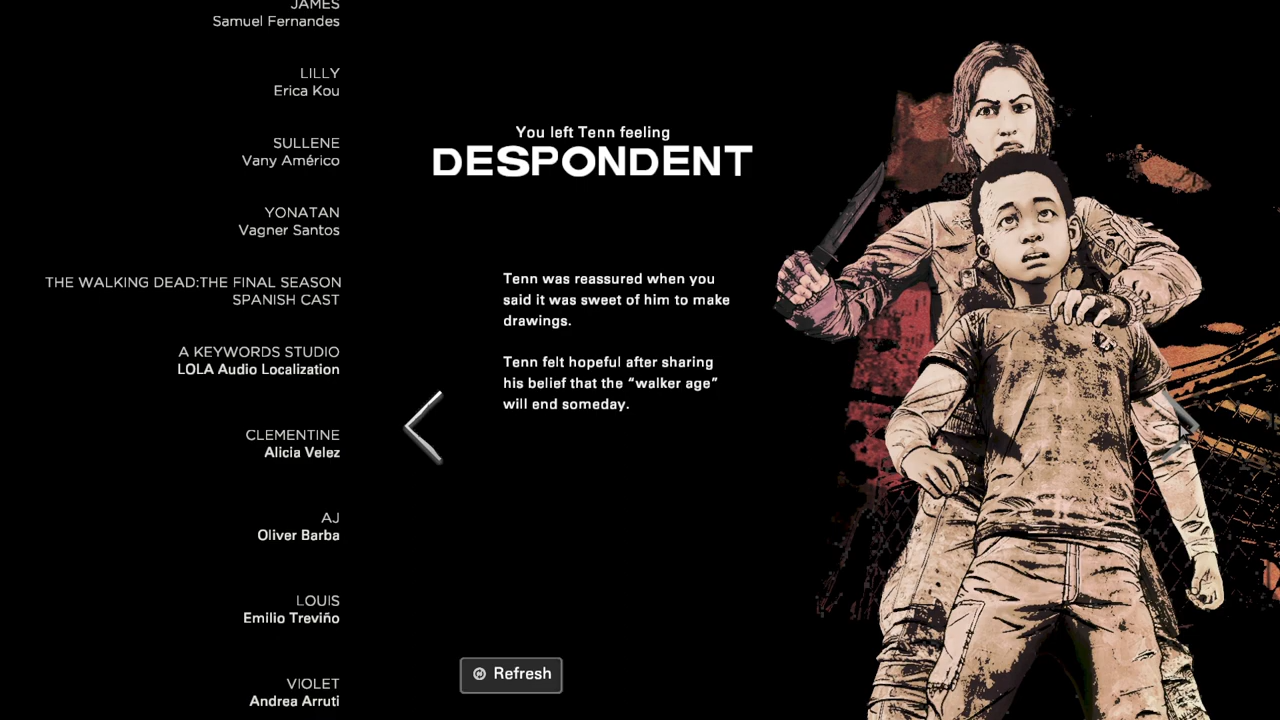 JAMES
Samuel Fernandes
LILLY
Erica Kou
SULLENE
Vany Américo
YONATAN
Vagner Santos
THE WALKING DEAD:THE FINAL SEASON
SPANISH CAST
A KEYWORDS STUDIO
LOLA Audio Localization
CLEMENTINE
Alicia Velez
AJ
Oliver Barba
LOUIS
Emilio Treviño
VIOLET
Andrea Arruti
You left Tenn feeling
DESPONDENT
Tenn was reassured when you
said it was sweet of him to make
drawings.
Tenn felt hopeful after sharing
his belief that the “walker age”
will end someday.
Refresh